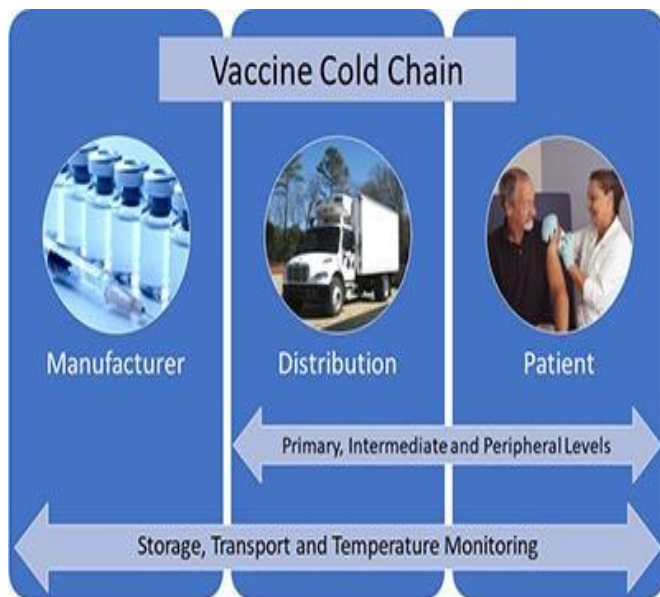 Vaccine Cold Chain
Manufacturer
Distribution
Patient
Primary, Intermediate and Peripheral Levels
Storage, Transport and Temperature Monitoring